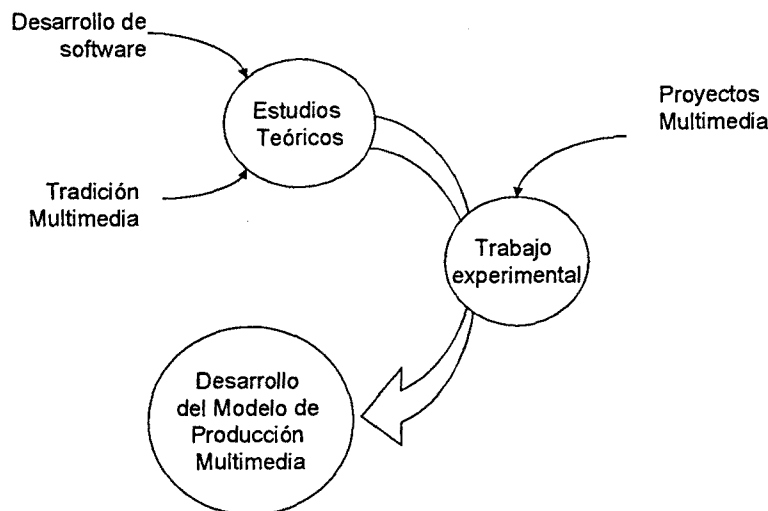 Desarrollo de
software
Estudios
Teóricos
Proyectos
Multimedia
Tradición
Multimedia
Trabajo
experimental
Desarrollo
del Modelo de
Producción
Multimedia